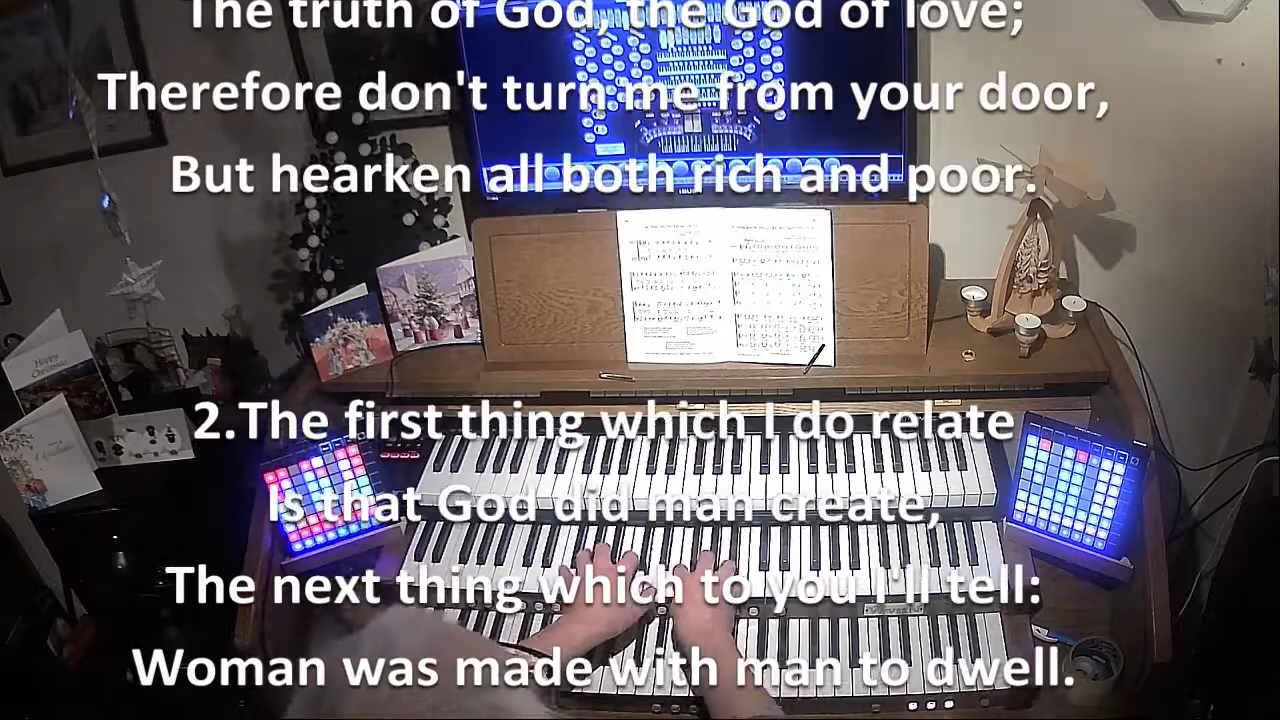 The truth of God, the God of love;
Therefore don't turn me from your door,
But hearken all both rich and poor.
Happy
Christmas
2.The first thing which I do relate
Is that God did man create,
The next thing which to you I'll tell:
Woman was made with man to dwell.